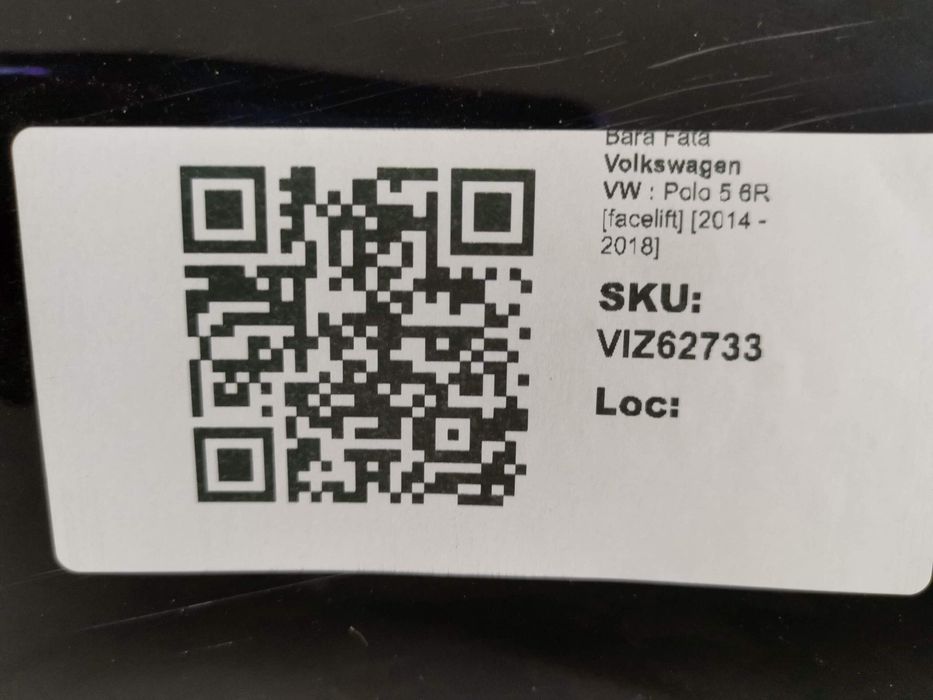 Bara Fata
Volkswagen
VW : Polo 5 6R
[facelift] [2014 -
2018]
SKU:
VIZ62733
Loc: